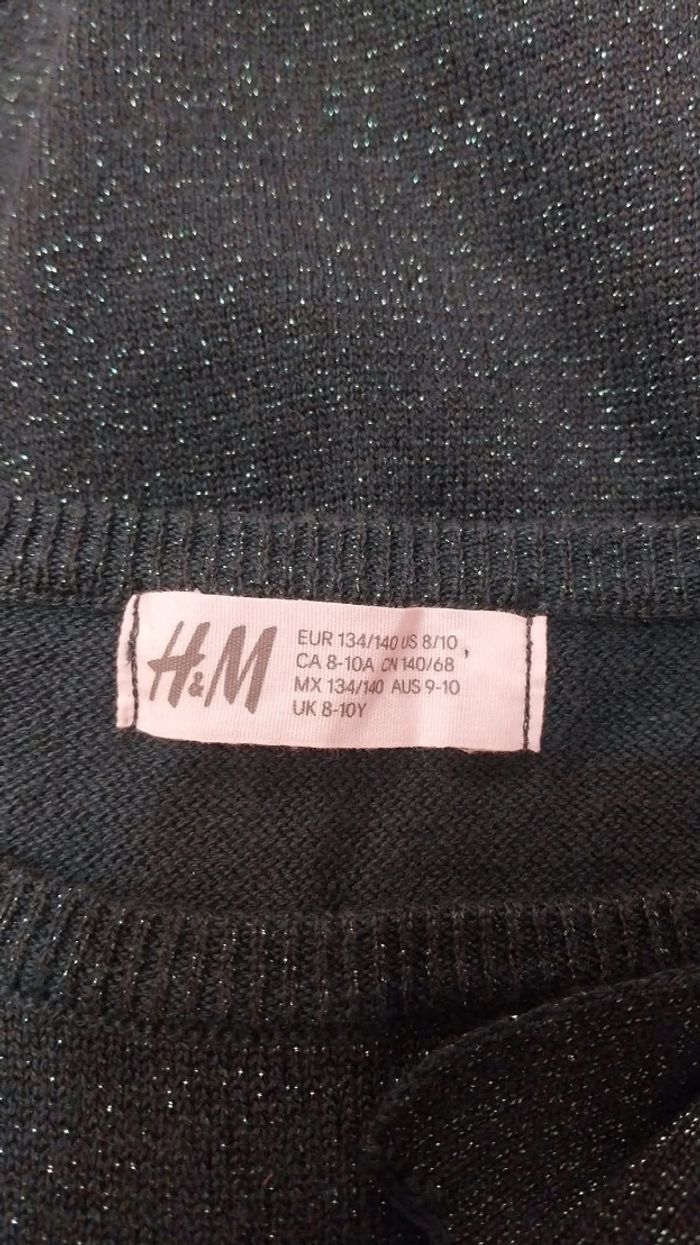 H&M
EUR 134/140 US 8/10
CA 8-10A CN 140/68
MX 134/140 AUS 9-10
UK 8-10Y